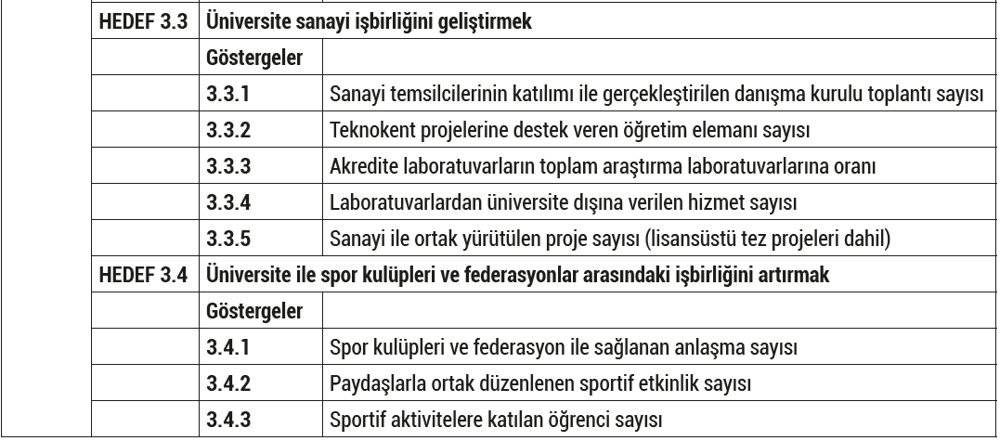 HEDEF 3.3 Üniversite sanayi işbirliğini geliştirmek
Göstergeler
3.3.1 Sanayi temsilcilerinin katılımı ile gerçekleştirilen danışma kurulu toplantı sayısı
3.3.2 Teknokent projelerine destek veren öğretim elemanı sayısı
3.3.3 Akredite laboratuvarların toplam araştırma laboratuvarlarına oranı
3.3.4 Laboratuvarlardan üniversite dışına verilen hizmet sayısı
3.3.5 Sanayi ile ortak yürütülen proje sayısı (lisansüstü tez projeleri dahil)
HEDEF 3.4 Üniversite ile spor kulüpleri ve federasyonlar arasındaki işbirliğini artırmak
Göstergeler
3.4.1 Spor kulüpleri ve federasyon ile sağlanan anlaşma sayısı
3.4.2 Paydaşlarla ortak düzenlenen sportif etkinlik sayısı
3.4.3 Sportif aktivitelere katılan öğrenci sayısı